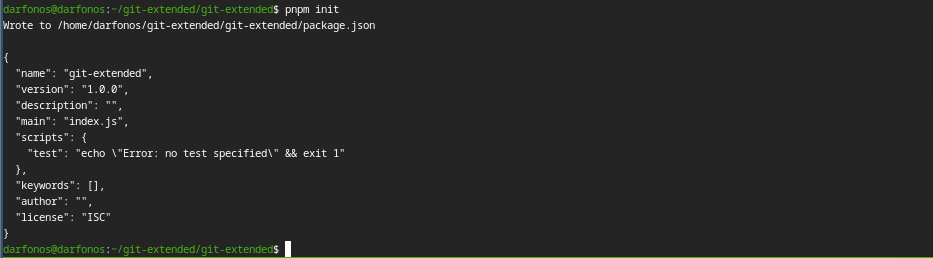 darfonos@darfonos:~/git-extended/git-extended$ pnpm init
Wrote to /home/darfonos/git-extended/git-extended/package.json

{
  "name": "git-extended",
  "version": "1.0.0",
  "description": "",
  "main": "index.js",
  "scripts": {
    "test": "echo \"Error: no test specified\" && exit 1"
  },
  "keywords": [],
  "author": "",
  "license": "ISC"
}
darfonos@darfonos:~/git-extended/git-extended$